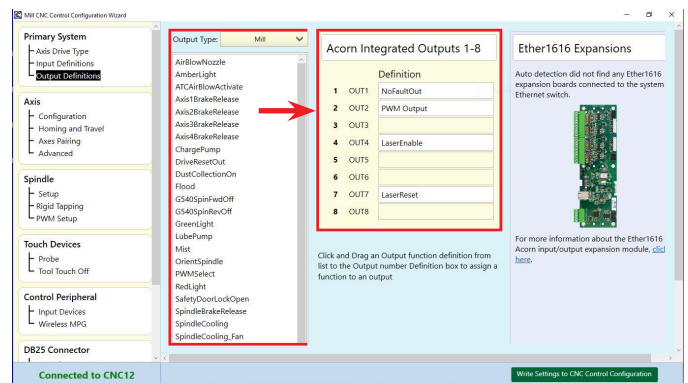 Mill CNC Control Configuration Wizard
Primary System
Axis Drive Type
Input Definitions
Output Definitions
Axis
Configuration
Homing and Travel
Axes Pairing
Advanced
Spindle
Setup
Rigid Tapping
PWM Setup
Touch Devices
Probe
Tool Touch Off
Control Peripheral
Input Devices
Wireless MPG
DB25 Connector
Connected to CNC12
Output Type: Mill
AirBlowNozzle
AmberLight
ATCAirBlowActivate
Axis1BrakeRelease
Axis2BrakeRelease
Axis3BrakeRelease
Axis4BrakeRelease
ChargePump
DriveResetOut
DustCollectionOn
Flood
G540SpinFwdOff
G540SpinRevOff
GreenLight
LubePump
Mist
OrientSpindle
PWMSelect
RedLight
SafetyDoorLockOpen
SpindleBrakeRelease
SpindleCooling
SpindleCooling_Fan
Acorn Integrated Outputs 1-8
Definition
1 OUT1 NoFaultOut
2 OUT2 PWM Output
3 OUT3
4 OUT4 LaserEnable
5 OUT5
6 OUT6
7 OUT7 LaserReset
8 OUT8
Click and Drag an Output function definition from
list to the Output number Definition box to assign a
function to an output
Ether1616 Expansions
Auto detection did not find any Ether1616
expansion boards connected to the system
Ethernet switch.
For more information about the Ether1616
Acorn input/output expansion module, clic
here.
Write Settings to CNC Control Configuration